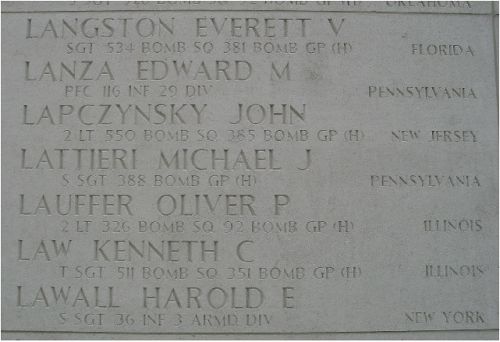 OKLAHOMA
LANGSTON EVERETT V
S SGT 534 BOMB SQ 381 BOMB GP (H) FLORIDA
LANZA EDWARD M
PFC 116 INF 29 DIV PENNSYLVANIA
LAPCZYNSKY JOHN
2 LT 550 BOMB SQ 385 BOMB GP (H) NEW JERSEY
LATTIERI MICHAEL J
S SGT 388 BOMB GP (H) PENNSYLVANIA
LAUFFER OLIVER P
2 LT 326 BOMB SQ 92 BOMB GP (H) ILLINOIS
LAW KENNETH C
T SGT 511 BOMB SQ 351 BOMB GP (H) ILLINOIS
LAWALL HAROLD E
S SGT 36 INF 3 ARMD DIV NEW YORK